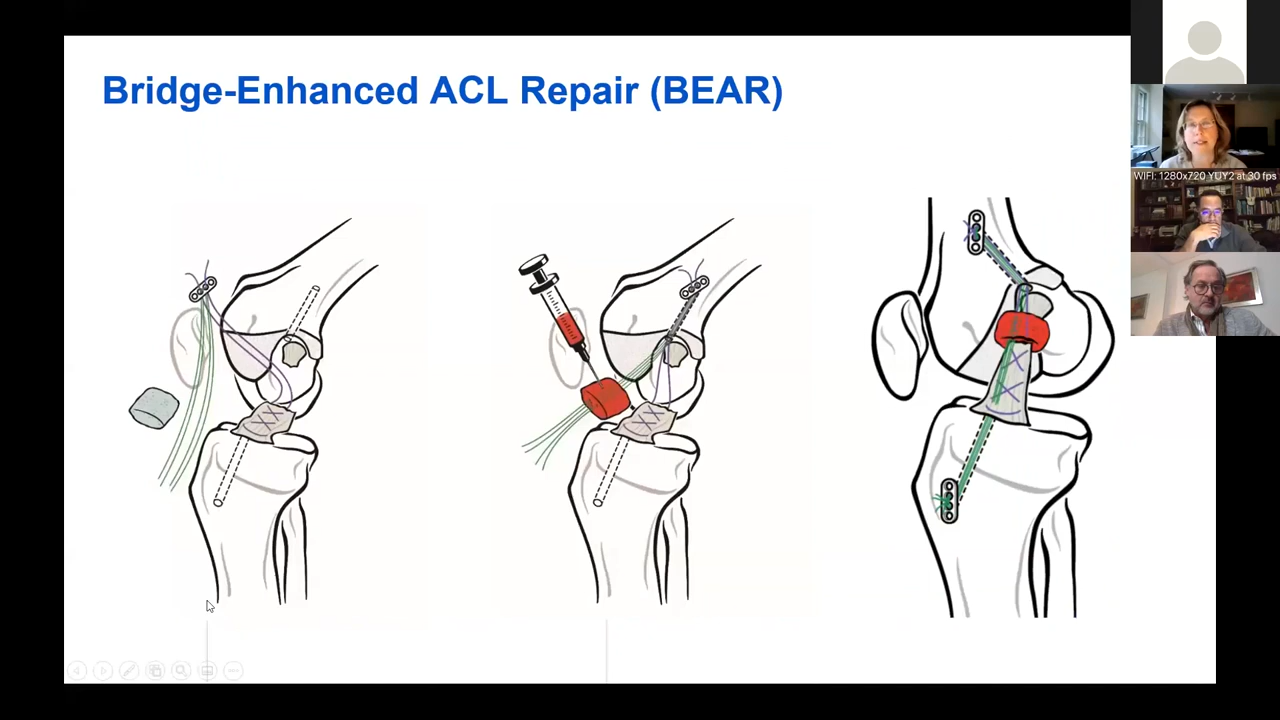 Bridge-Enhanced ACL Repair (BEAR)
WIFI: 1280x720 YUY2 at 30 fps